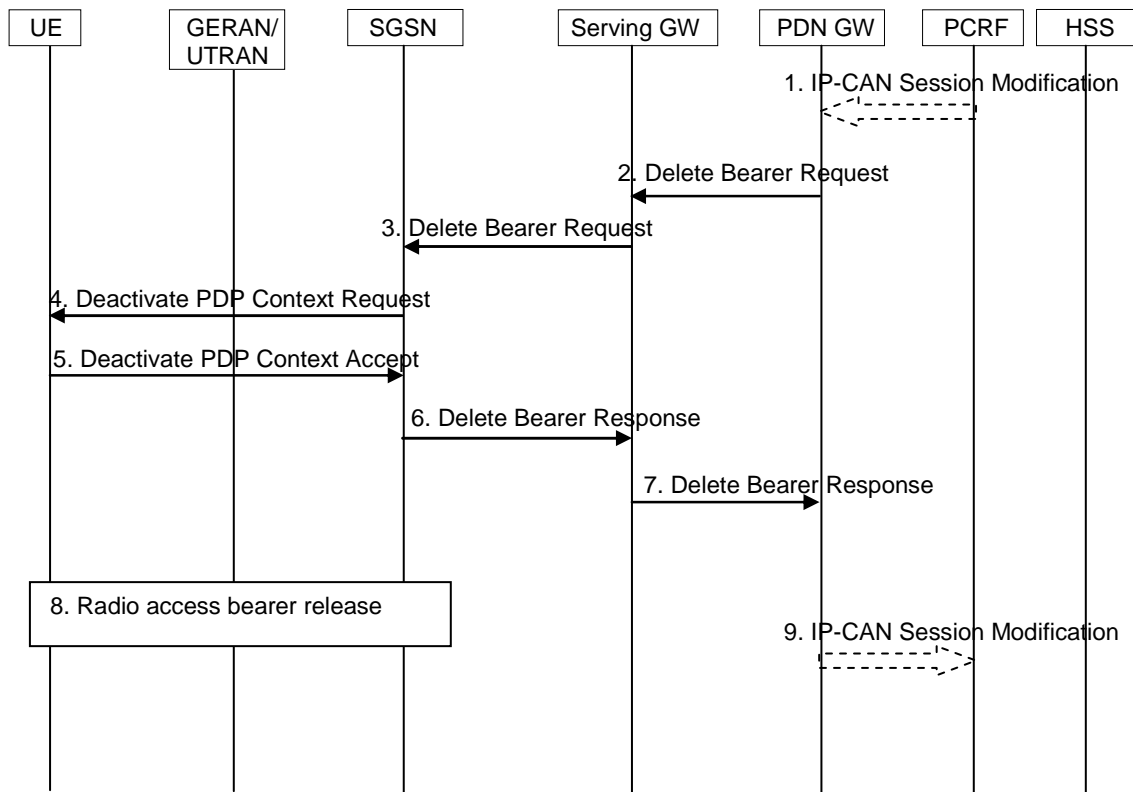 UE
GERAN/
UTRAN
SGSN
Serving GW
PDN GW
PCRF
HSS
1. IP-CAN Session Modification
2. Delete Bearer Request
3. Delete Bearer Request
4. Deactivate PDP Context Request
5. Deactivate PDP Context Accept
6. Delete Bearer Response
7. Delete Bearer Response
8. Radio access bearer release
9. IP-CAN Session Modification